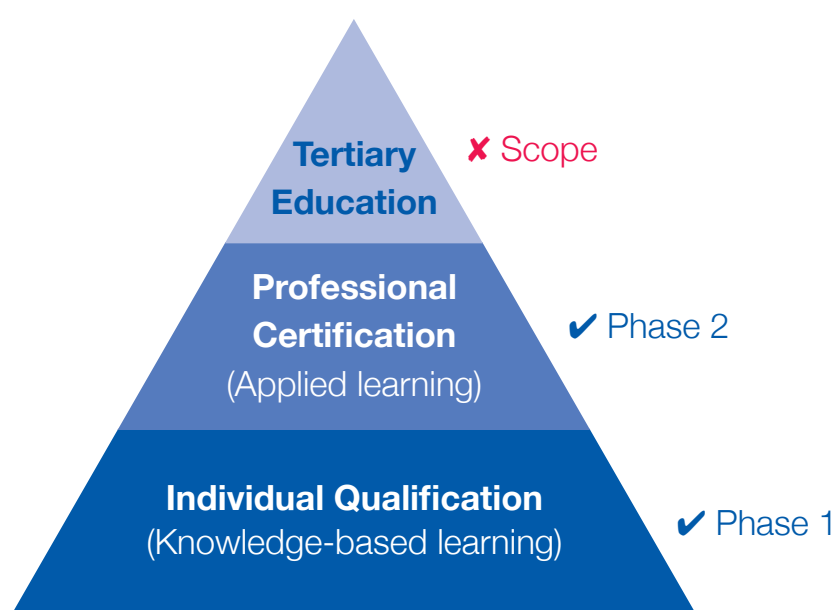 Tertiary
Education
✘ Scope
Professional
Certification
(Applied learning)
✔ Phase 2
Individual Qualification
(Knowledge-based learning)
✔ Phase 1